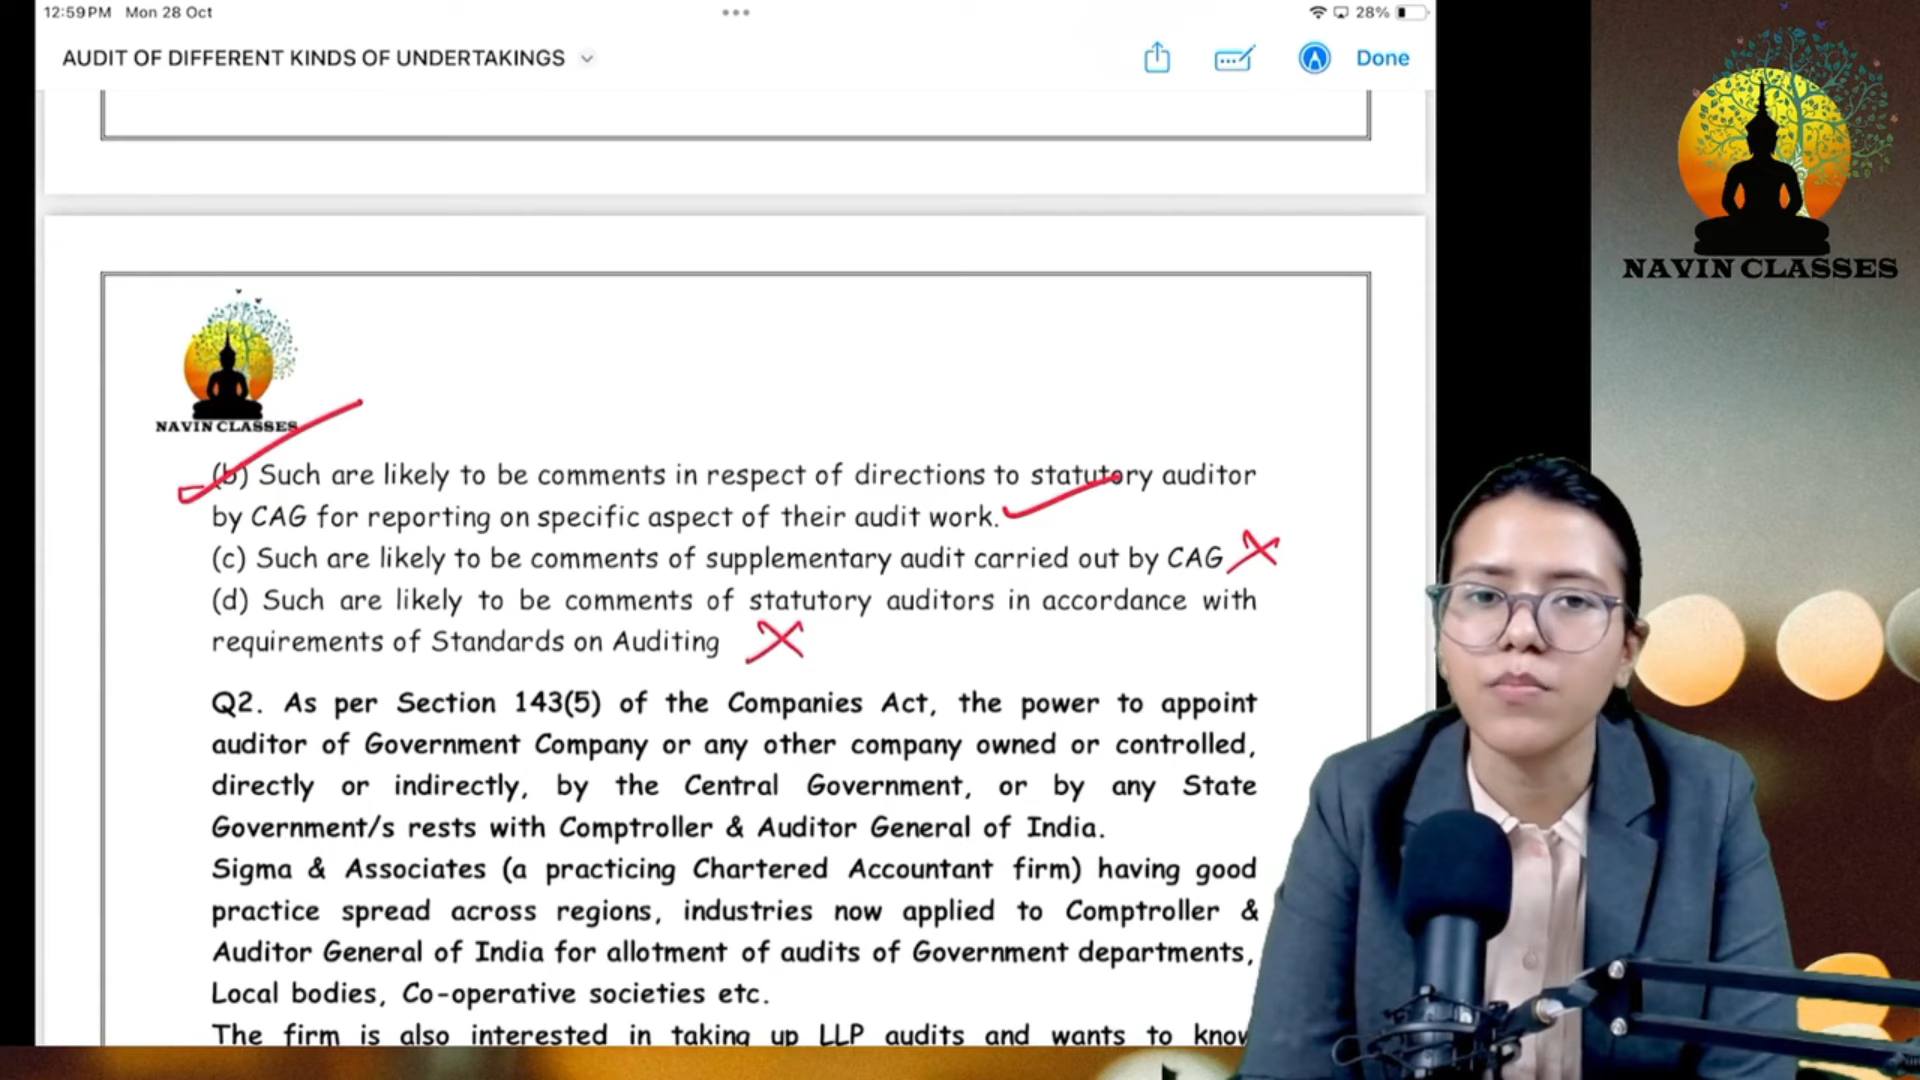 12:59 PM Mon 28 Oct
28%
AUDIT OF DIFFERENT KINDS OF UNDERTAKINGS
Done
NAVIN CLASSES
NAVIN CLASSES
(b) Such are likely to be comments in respect of directions to statutory auditor
by CAG for reporting on specific aspect of their audit work.
(c) Such are likely to be comments of supplementary audit carried out by CAG
(d) Such are likely to be comments of statutory auditors in accordance with
requirements of Standards on Auditing
Q2. As per Section 143(5) of the Companies Act, the power to appoint
auditor of Government Company or any other company owned or controlled,
directly or indirectly, by the Central Government, or by any State
Government/s rests with Comptroller & Auditor General of India.
Sigma & Associates (a practicing Chartered Accountant firm) having good
practice spread across regions, industries now applied to Comptroller &
Auditor General of India for allotment of audits of Government departments,
Local bodies, Co-operative societies etc.
The firm is also interested in taking up LLP audits and wants to know